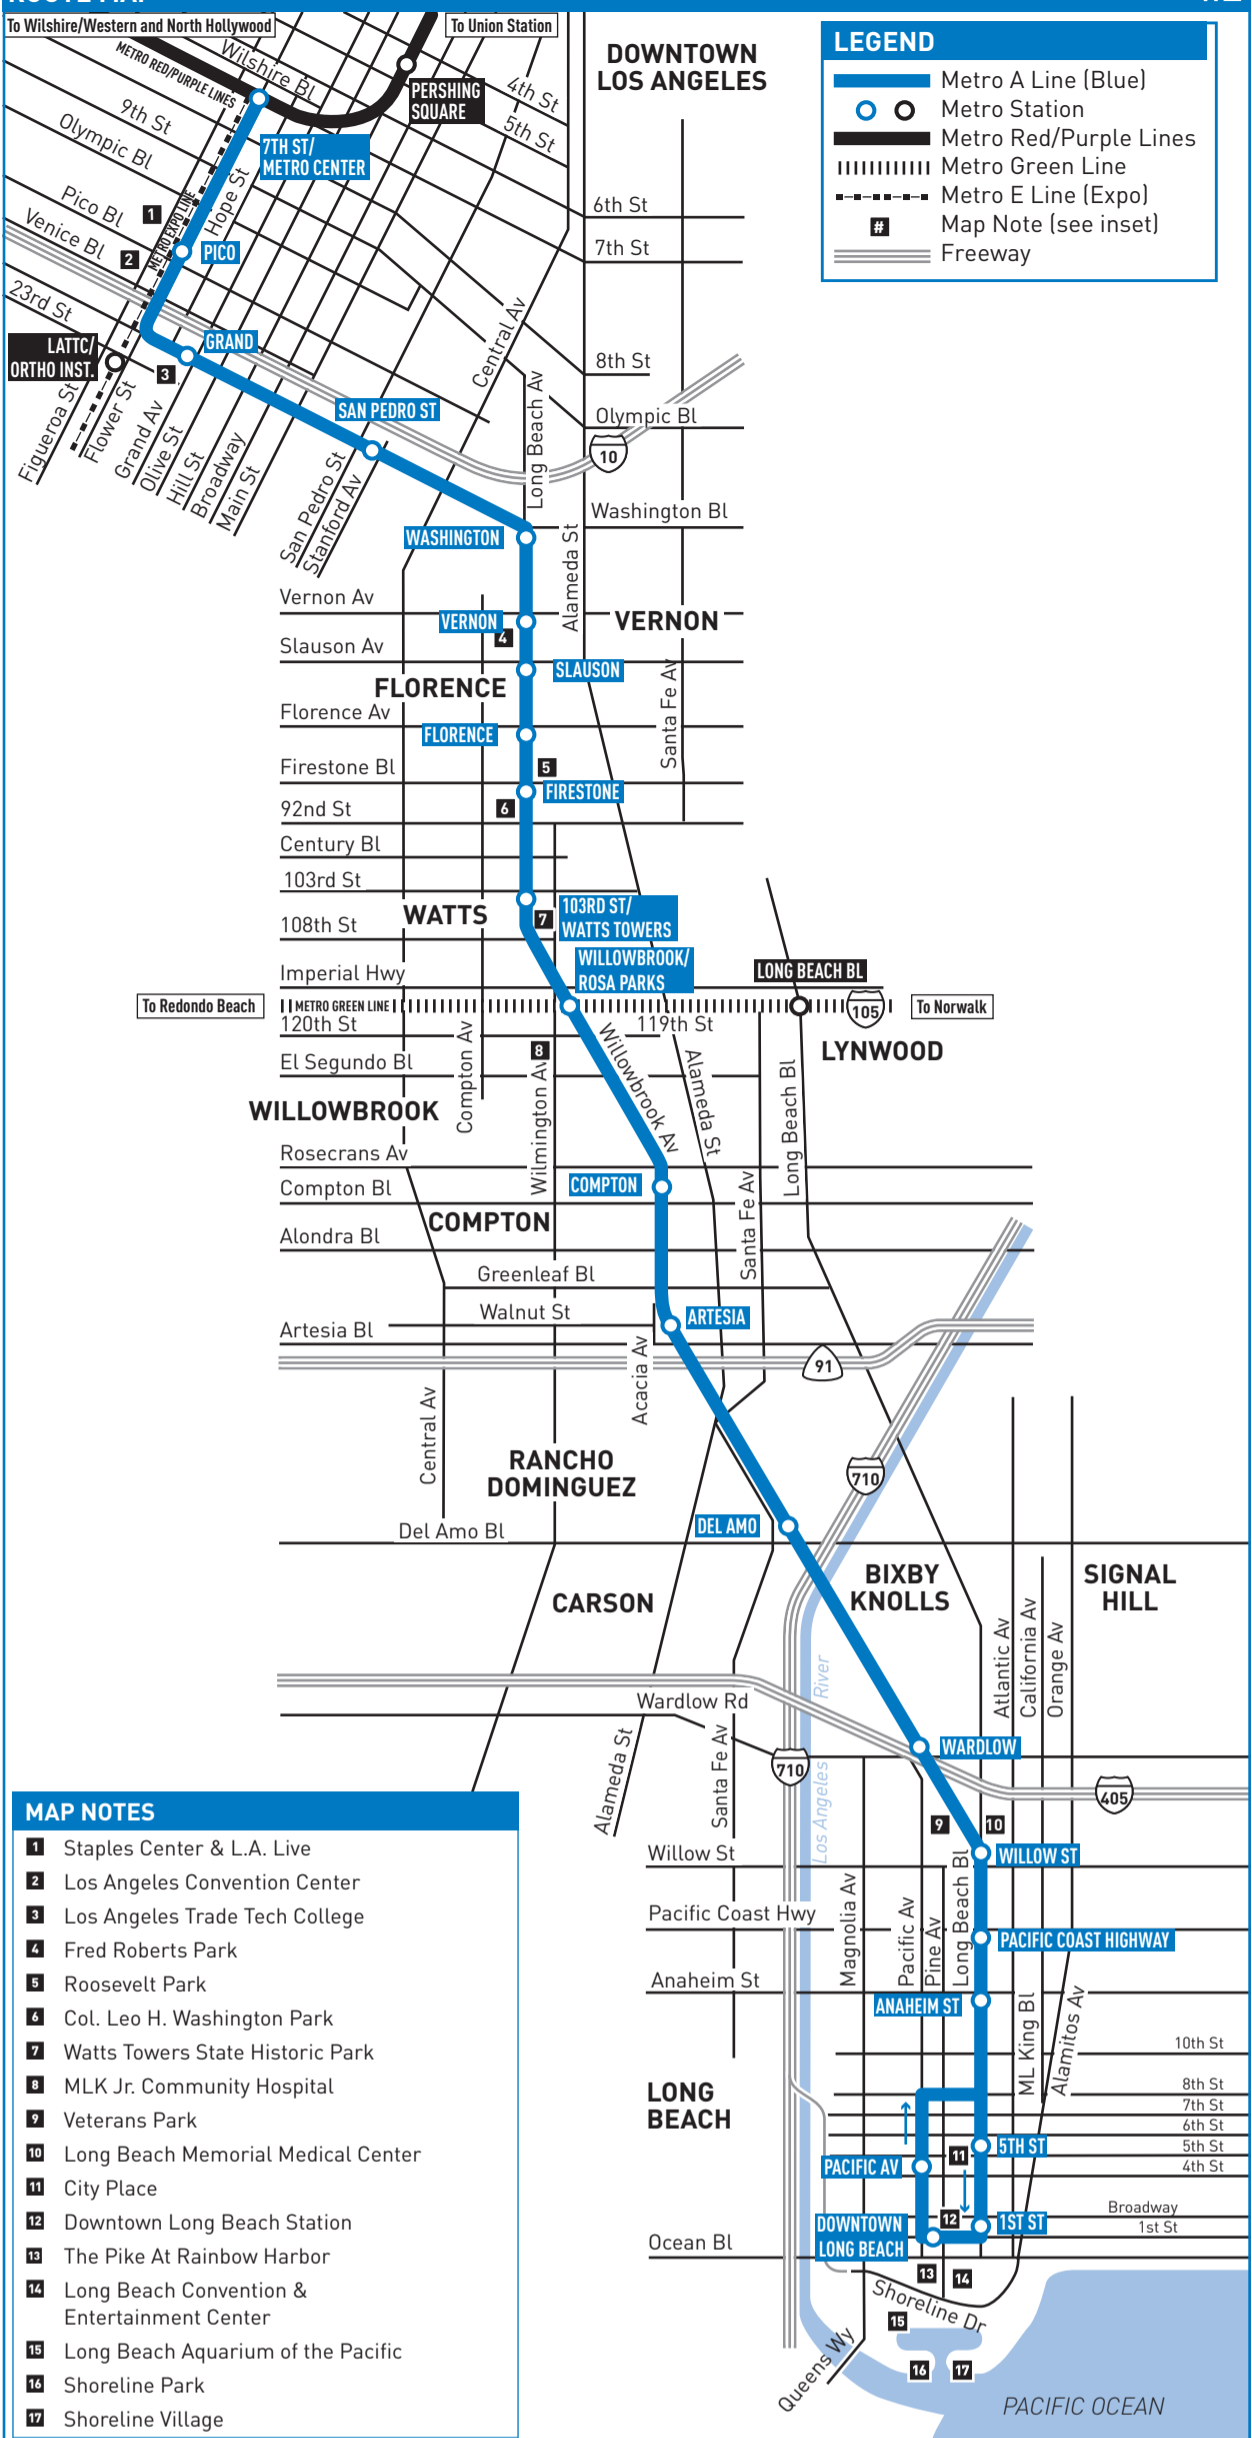 To Wilshire/Western and North Hollywood
To Union Station
METRO RED/PURPLE LINES
Wilshire Bl
4th St
5th St
9th St
Olympic Bl
Pico Bl
Venice Bl
23rd St
PERSHING
SQUARE
7TH ST/
METRO CENTER
METRO EXPO LINE
Hope St
1
2
PICO
DOWNTOWN
LOS ANGELES
LEGEND
Metro A Line (Blue)
Metro Station
Metro Red/Purple Lines
Metro Green Line
Metro E Line (Expo)
# Map Note (see inset)
Freeway
6th St
7th St
8th St
Olympic Bl
10
LATTC/
ORTHO INST.
3
GRAND
SAN PEDRO ST
Central Av
Long Beach Av
Figueroa St
Flower St
Grand Av
Olive St
Hill St
Broadway
Main St
San Pedro St
Stanford Av
Washington Bl
WASHINGTON
Alameda St
Vernon Av
VERNON
4
VERNON
Slauson Av
SLAUSON
Santa Fe Av
FLORENCE
Florence Av
FLORENCE
5
Firestone Bl
FIRESTONE
6
92nd St
Century Bl
103rd St
WATTS
7
103RD ST/
WATTS TOWERS
108th St
WILLOWBROOK/
ROSA PARKS
Imperial Hwy
LONG BEACH BL
To Redondo Beach
METRO GREEN LINE
105
To Norwalk
120th St
119th St
8
LYNWOOD
El Segundo Bl
Compton Av
Wilmington Av
Willowbrook Av
Alameda St
Long Beach Bl
WILLOWBROOK
Rosecrans Av
COMPTON
Compton Bl
COMPTON
Santa Fe Av
Alondra Bl
Greenleaf Bl
Walnut St
ARTESIA
Artesia Bl
91
Acacia Av
Central Av
RANCHO
DOMINGUEZ
710
DEL AMO
Del Amo Bl
CARSON
BIXBY
KNOLLS
SIGNAL
HILL
Atlantic Av
California Av
Orange Av
Los Angeles River
Wardlow Rd
Alameda St
Santa Fe Av
WARDLOW
710
405
9
10
Willow St
WILLOW ST
Magnolia Av
Pacific Av
Pine Av
Long Beach Bl
Pacific Coast Hwy
PACIFIC COAST HIGHWAY
Anaheim St
ANAHEIM ST
ML King Bl
Alamitos Av
10th St
8th St
7th St
6th St
5th St
4th St
Broadway
1st St
LONG
BEACH
5TH ST
11
PACIFIC AV
12
1ST ST
DOWNTOWN
LONG BEACH
Ocean Bl
13
14
Shoreline Dr
15
16
17
Queens Wy
PACIFIC OCEAN
MAP NOTES
1 Staples Center & L.A. Live
2 Los Angeles Convention Center
3 Los Angeles Trade Tech College
4 Fred Roberts Park
5 Roosevelt Park
6 Col. Leo H. Washington Park
7 Watts Towers State Historic Park
8 MLK Jr. Community Hospital
9 Veterans Park
10 Long Beach Memorial Medical Center
11 City Place
12 Downtown Long Beach Station
13 The Pike At Rainbow Harbor
14 Long Beach Convention &
Entertainment Center
15 Long Beach Aquarium of the Pacific
16 Shoreline Park
17 Shoreline Village